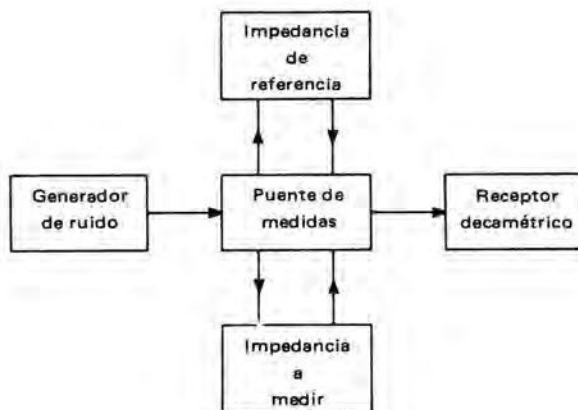 Impedancia
de
referencia
Generador
de ruido
Puente de
medidas
Receptor
decamétrico
Impedancia
a
medir